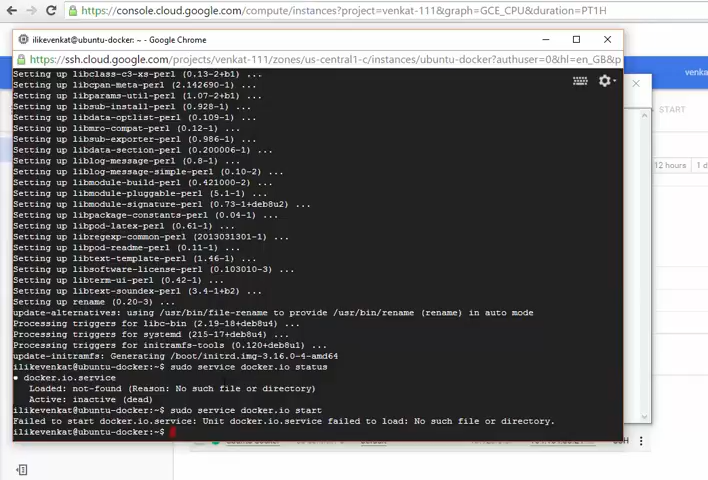 https://console.cloud.google.com/compute/instances?project=venkat-111&graph=GCE_CPU&duration=PT1H
ilikevenkat@ubuntu-docker: ~ - Google Chrome
https://ssh.cloud.google.com/projects/venkat-111/zones/us-central1-c/instances/ubuntu-docker?authuser=0&hl=en_GB&p
venka
Setting up libclass-c3-xs-perl (0.13-2+b1) ...
Setting up libcpan-meta-perl (2.142690-1) ...
Setting up libparams-util-perl (1.07-2+b1) ...
Setting up libsub-install-perl (0.928-1) ...
START
Setting up libdata-optlist-perl (0.109-1) ...
Setting up libmro-compat-perl (0.12-1) ...
Setting up libsub-exporter-perl (0.986-1) ...
Setting up libdata-section-perl (0.200006-1) ...
Setting up liblog-message-perl (0.8-1) ...
12 hours
1 d
Setting up liblog-message-simple-perl (0.10-2) ...
Setting up libmodule-build-perl (0.421000-2) ...
Setting up libmodule-pluggable-perl (5.1-1) ...
Setting up libmodule-signature-perl (0.73-1+deb8u2) ...
Setting up libpackage-constants-perl (0.04-1) ...
Setting up libpod-latex-perl (0.61-1) ...
Setting up libregexp-common-perl (2013031301-1) ...
Setting up libpod-readme-perl (0.11-1) ...
Setting up libtext-template-perl (1.46-1) ...
Setting up libsoftware-license-perl (0.103010-3) ...
Setting up libterm-ui-perl (0.42-1) ...
Setting up libtext-soundex-perl (3.4-1+b2) ...
Setting up rename (0.20-3) ...
update-alternatives: using /usr/bin/file-rename to provide /usr/bin/rename (rename) in auto mode
Processing triggers for libc-bin (2.19-18+deb8u4) ...
Processing triggers for systemd (215-17+deb8u4) ...
Processing triggers for initramfs-tools (0.120+deb8u1) ...
update-initramfs: Generating /boot/initrd.img-3.16.0-4-amd64
ilikevenkat@ubuntu-docker:~$ sudo service docker.io status
● docker.io.service
Loaded: not-found (Reason: No such file or directory)
Active: inactive (dead)
ilikevenkat@ubuntu-docker:~$ sudo service docker.io start
Failed to start docker.io.service: Unit docker.io.service failed to load: No such file or directory.
ilikevenkat@ubuntu-docker:~$